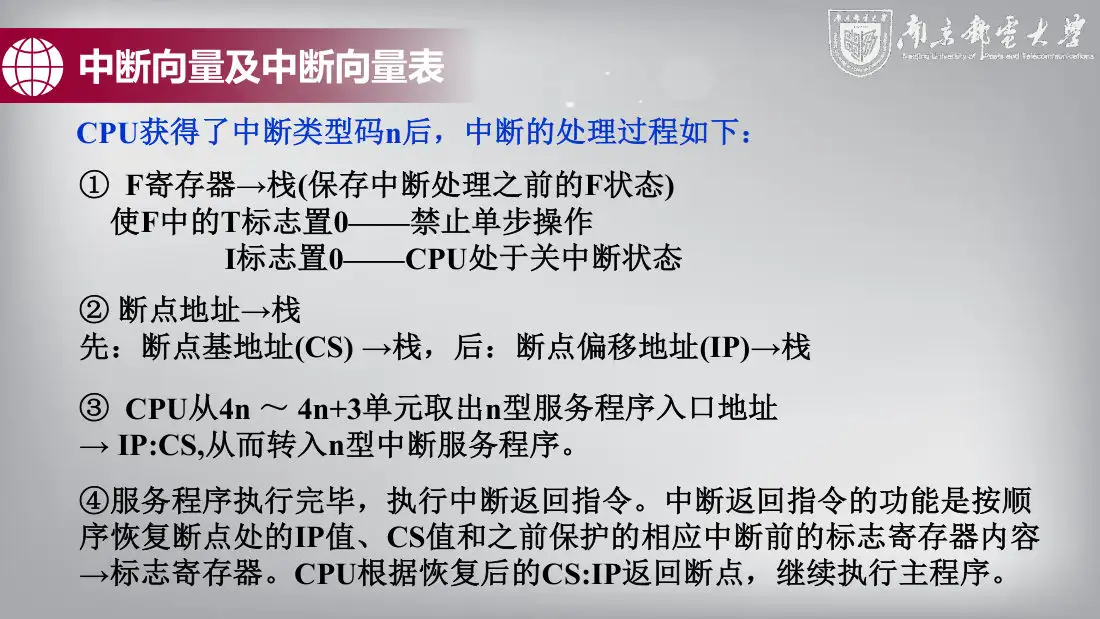 中断向量及中断向量表
南京邮电大学
Nanjing University of Posts and Telecommunications
CPU获得了中断类型码n后，中断的处理过程如下：
① F寄存器→栈(保存中断处理之前的F状态)
使F中的T标志置0——禁止单步操作
I标志置0——CPU处于关中断状态
② 断点地址→栈
先：断点基地址(CS) →栈，后：断点偏移地址(IP)→栈
③ CPU从4n ～ 4n+3单元取出n型服务程序入口地址
→ IP:CS,从而转入n型中断服务程序。
④服务程序执行完毕，执行中断返回指令。中断返回指令的功能是按顺
序恢复断点处的IP值、CS值和之前保护的相应中断前的标志寄存器内容
→标志寄存器。CPU根据恢复后的CS:IP返回断点，继续执行主程序。